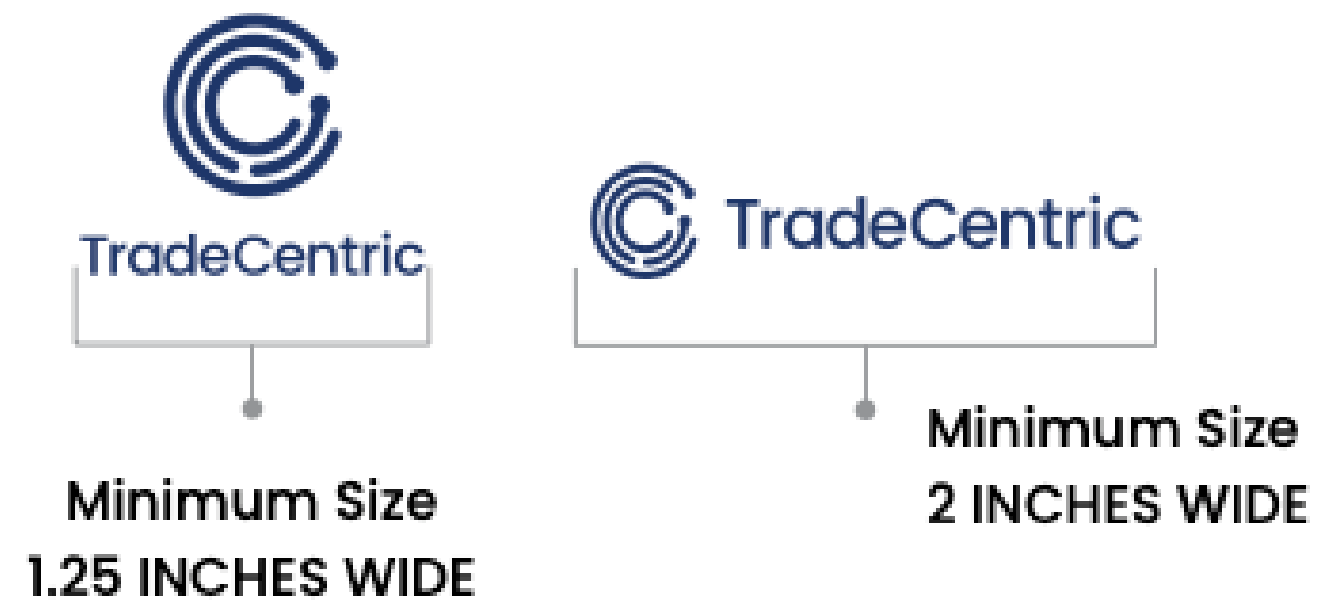 TradeCentric
Minimum Size
1.25 INCHES WIDE
TradeCentric
Minimum Size
2 INCHES WIDE